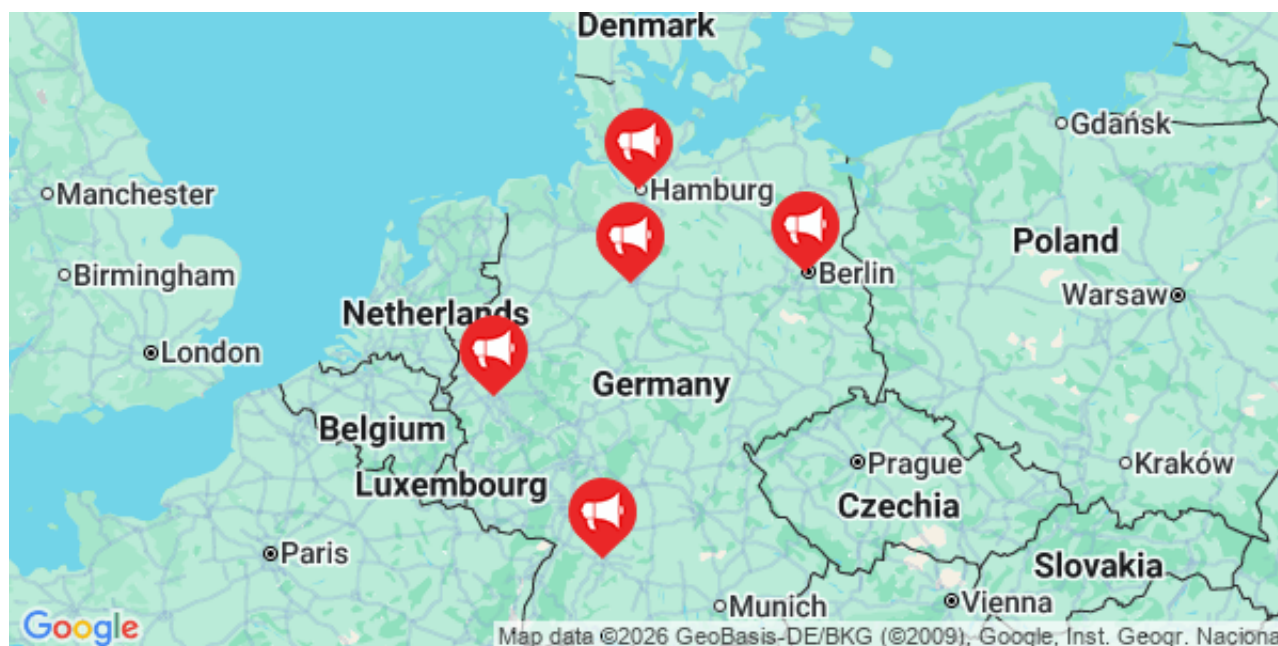 Denmark
Gdańsk
Hamburg
Manchester
Poland
Birmingham
Berlin
Warsaw
Netherlands
London
Germany
Belgium
Prague
Kraków
Luxembourg
Czechia
Paris
Slovakia
Munich
Vienna
Google
Map data ©2026 GeoBasis-DE/BKG (©2009), Google, Inst. Geogr. Naciona